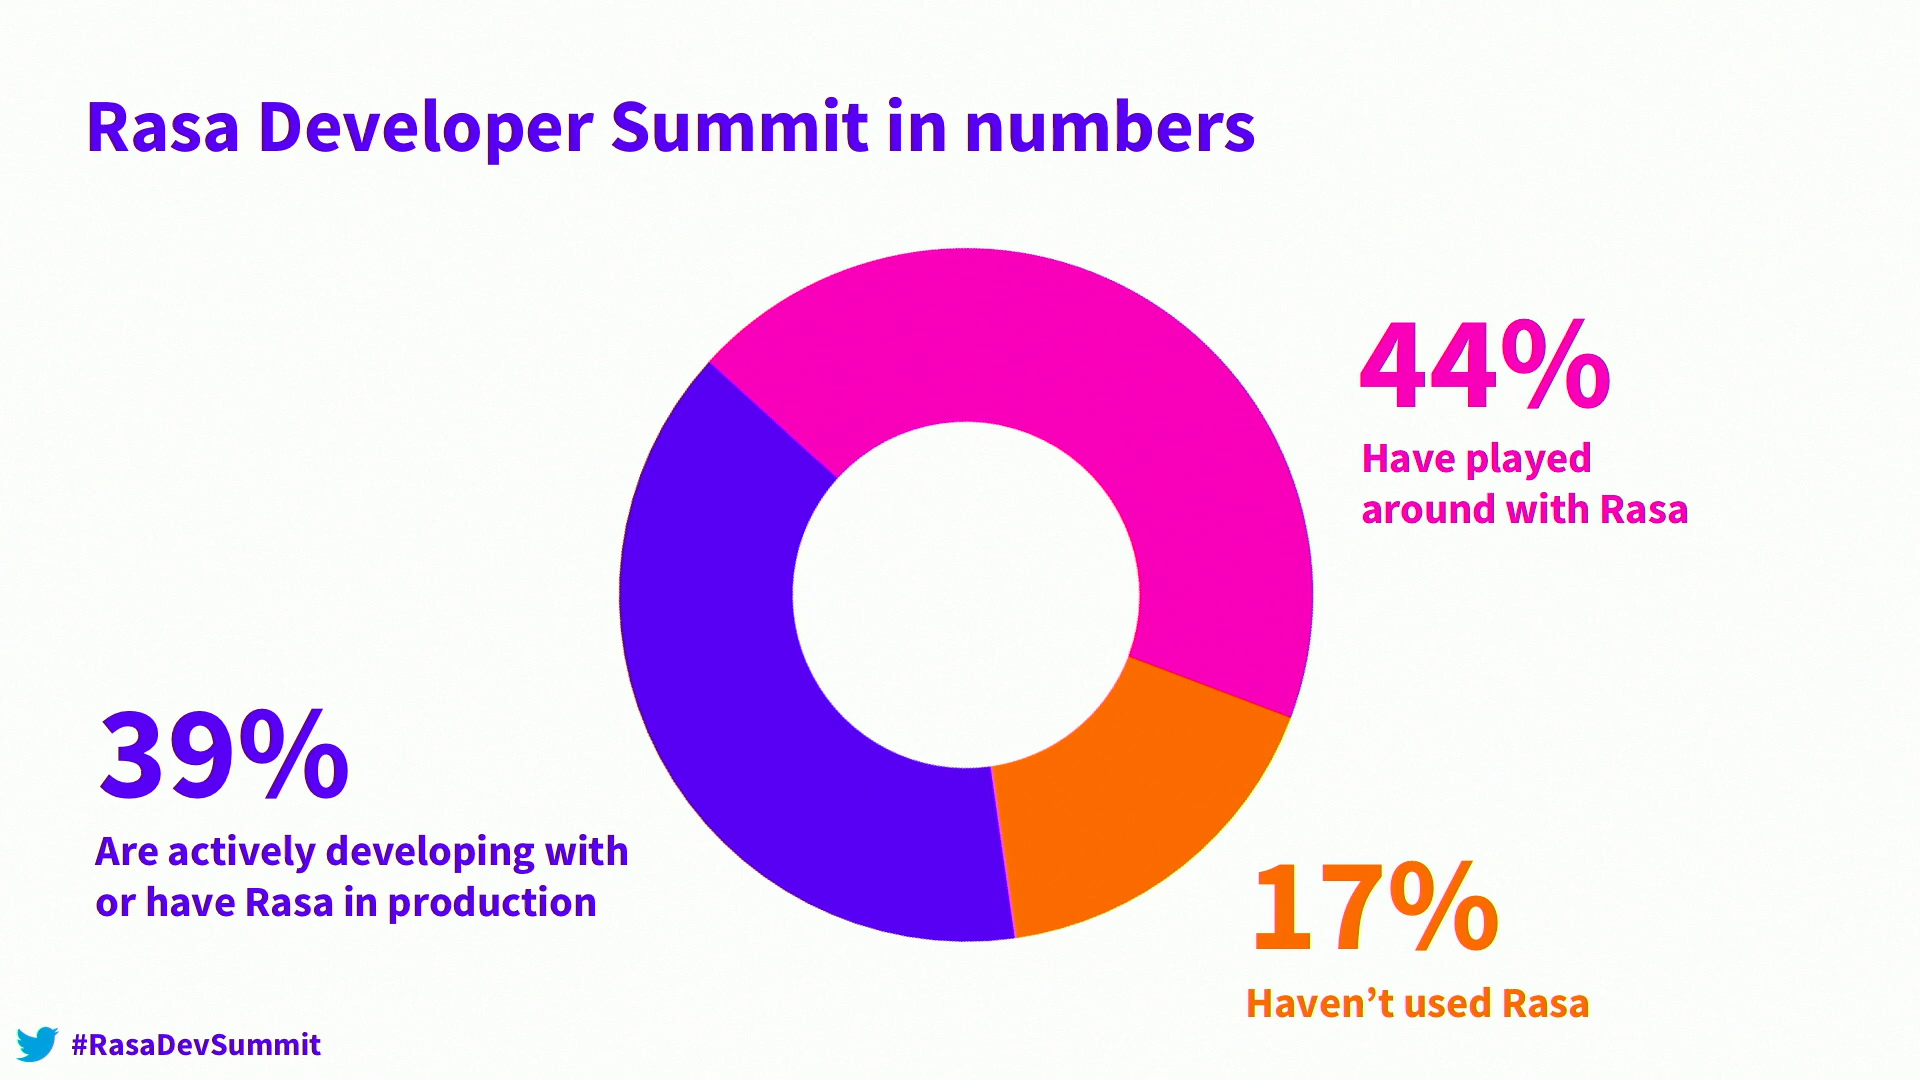 Rasa Developer Summit in numbers
44%
Have played
around with Rasa
39%
Are actively developing with
or have Rasa in production
17%
Haven’t used Rasa
#RasaDevSummit